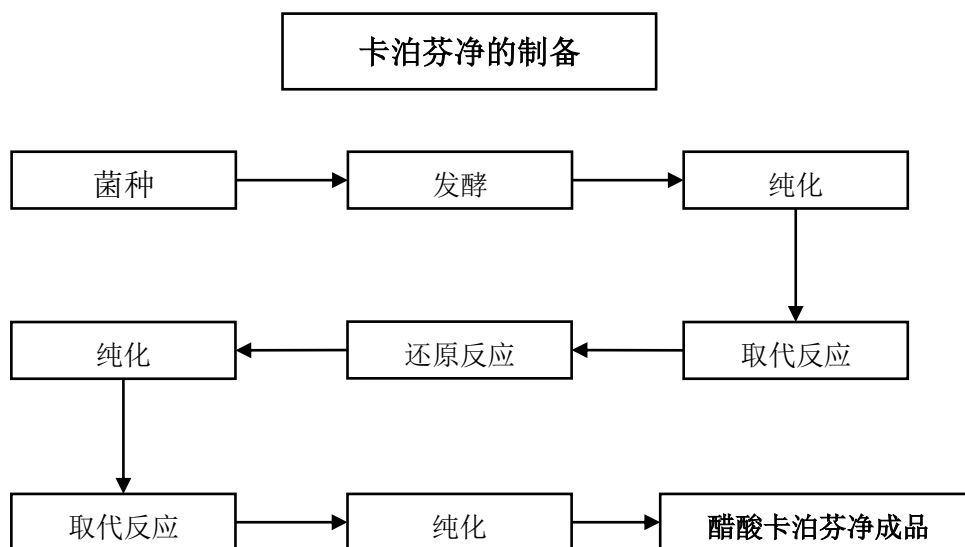 卡泊芬净的制备
菌种
发酵
纯化
取代反应
还原反应
纯化
取代反应
纯化
醋酸卡泊芬净成品